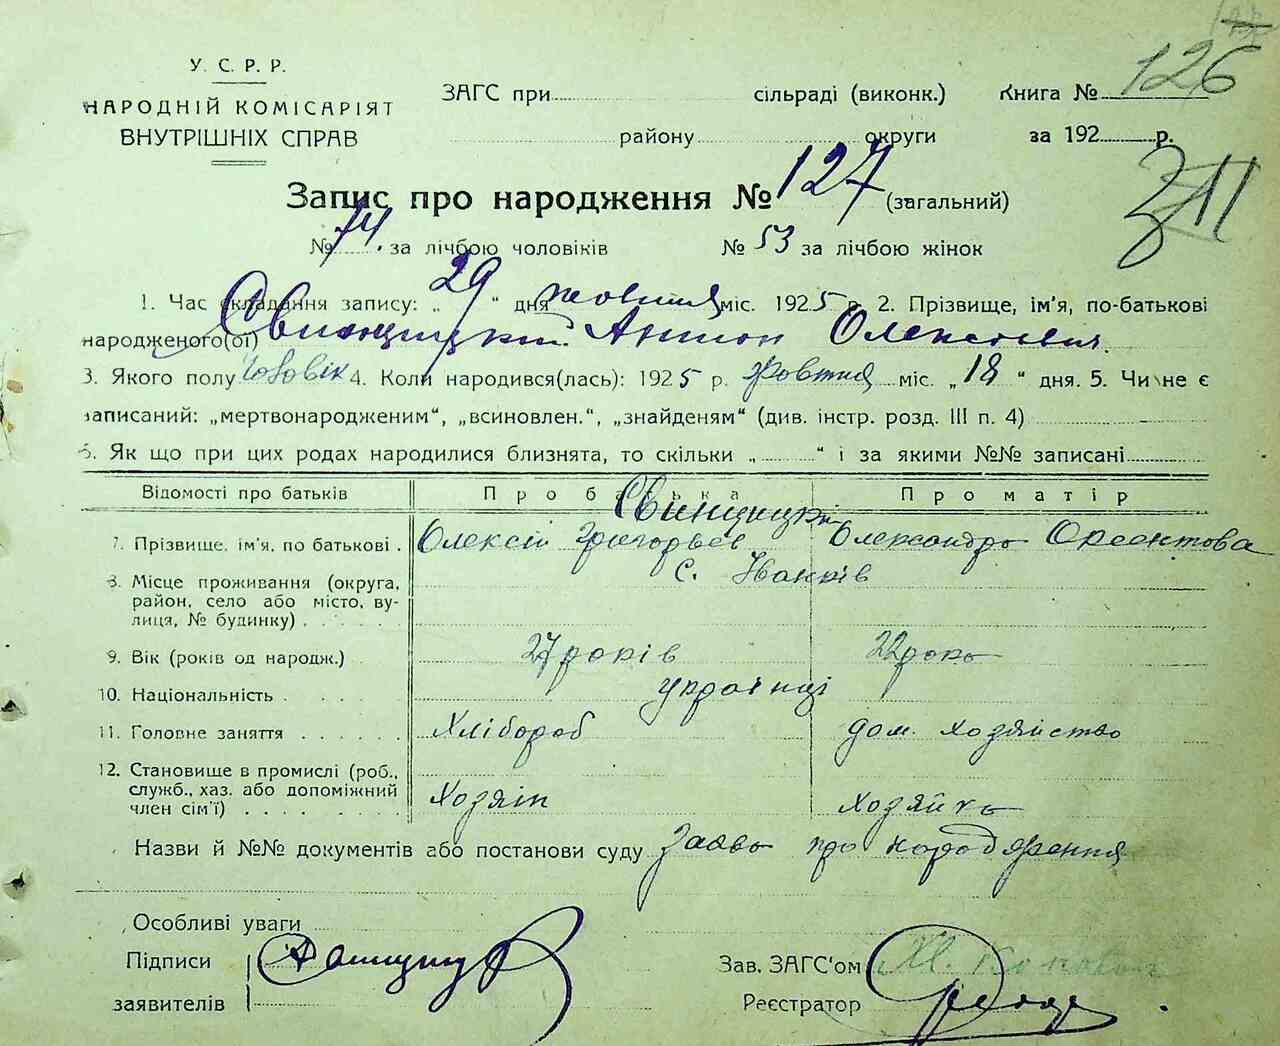 126
У. С. Р. Р.
НАРОДНІЙ КОМІСАРІЯТ
ВНУТРІШНІХ СПРАВ
ЗАГС при сільраді (виконк.) Книга №
району округи за 192 р.
Запис про народження № 127 (загальний)
№ 74. за лічбою чоловіків № 53 за лічбою жінок
1. Час складання запису: „29“ дня жовтня міс. 1925 р. 2. Прізвище, ім'я, по-батькові
народженого(ої) Свинцицкий Антон Олексієвич.
3. Якого полу чоловік 4. Коли народився(лась): 1925 р. жовтня міс. „18“ дня. 5. Чи не є
записаний: „мертвонародженим“, „всиновлен.“, „знайденям“ (див. інстр. розд. III п. 4)
6. Як що при цих родах народилися близнята, то скільки „ “ і за якими №№ записані
Відомості про батьків Про батька Про матір
7. Прізвище, ім'я, по батькові . Олексій Григорьев Олександра
8. Місце проживання (округа, с. Іванків
район, село або місто, ву-
лиця, № будинку) . . . . .
9. Вік (років од народж.) 27 років 22 рока
10. Національність . . . . українці
11. Головне заняття . . . . . . Хлібороб дом. хозяйство
12. Становище в промислі (роб.,
служб., хаз. або допоміжний
член сім'ї) . . . . . . . . Хозяін Хозяйка
Назви й №№ документів або постанови суду Заява про народження
Особливі уваги
Підписи
Зав. ЗАГС'ом
заявителів
Реєстратор